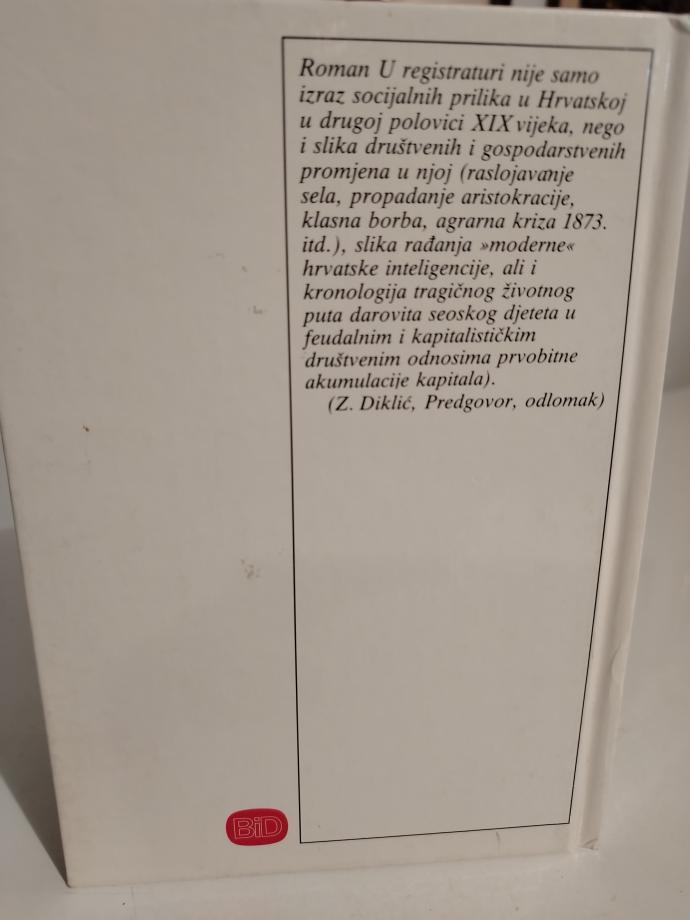 Roman U registraturi nije samo
izraz socijalnih prilika u Hrvatskoj
u drugoj polovici XIX vijeka, nego
i slika društvenih i gospodarstvenih
promjena u njoj (raslojavanje
sela, propadanje aristokracije,
klasna borba, agrarna kriza 1873.
itd.), slika rađanja »moderne«
hrvatske inteligencije, ali i
kronologija tragičnog životnog
puta darovita seoskog djeteta u
feudalnim i kapitalističkim
društvenim odnosima prvobitne
akumulacije kapitala).
(Z. Diklić, Predgovor, odlomak)
BiD